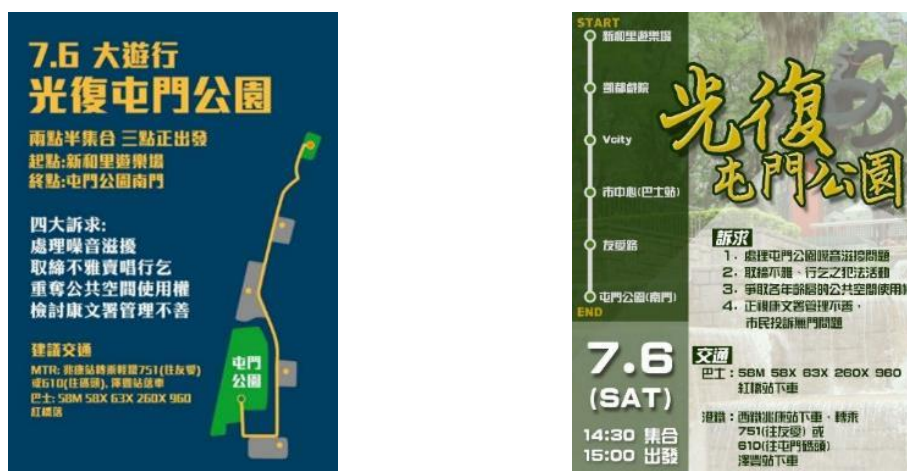 7.6 大遊行
光復屯門公園
兩點半集合 三點正出發
起點:新和里遊樂場
終點:屯門公園南門
四大訴求:
處理噪音滋擾
取締不雅賣唱行乞
重奪公共空間使用權
檢討康文署管理不善
建議交通
MTR: 兆康站轉乘輕鐵751(往友愛)
或610(往碼頭), 澤豐站落車
巴士: 58M 58X 63X 260X 960
紅橋落
屯門
公園
START
新和里遊樂場
凱都戲院
Vcity
市中心(巴士站)
友愛路
屯門公園(南門)
END
光復
屯門公園
訴求
1. 處理屯門公園噪音滋擾問題
2. 取締不雅、行乞之犯法活動
3. 爭取各年齡層的公共空間使用
4. 正視康文署管理不善,
市民投訴無門問題
7.6
(SAT)
14:30 集合
15:00 出發
交通
巴士:58M 58X 63X 260X 960
紅橋站下車
港鐵:西鐵兆康站下車,轉乘
751(往友愛) 或
610(往屯門碼頭)
澤豐站下車